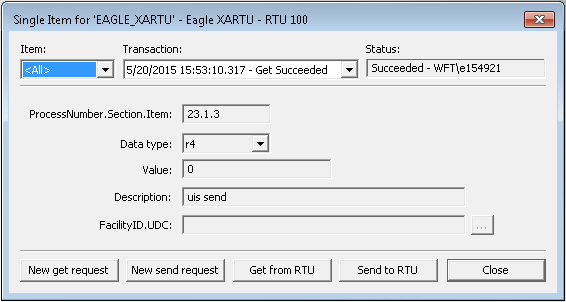 Single Item for 'EAGLE_XARTU' - Eagle XARTU - RTU 100
Item: Transaction: Status:
<All> 5/20/2015 15:53:10.317 - Get Succeeded Succeeded - WFT\e154921
ProcessNumber.Section.Item: 23.1.3
Data type: r4
Value: 0
Description: uis send
FacilityID.UDC: ...
New get request New send request Get from RTU Send to RTU Close